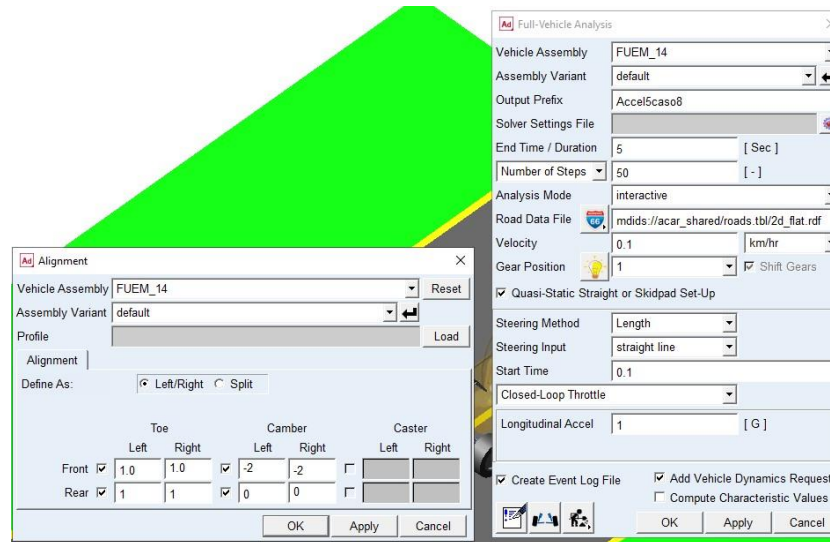 Ad Alignment
Vehicle Assembly FUEM_14 Reset
Assembly Variant default
Profile Load
Alignment
Define As: Left/Right Split
Toe Camber Caster
Left Right Left Right Left Right
Front 1.0 1.0 -2 -2
Rear 1 1 0 0
OK Apply Cancel
Ad Full-Vehicle Analysis
Vehicle Assembly FUEM_14
Assembly Variant default
Output Prefix Accel5caso8
Solver Settings File
End Time / Duration 5 [ Sec ]
Number of Steps 50 [ - ]
Analysis Mode interactive
Road Data File 66 mdids://acar_shared/roads.tbl/2d_flat.rdf
Velocity 0.1 km/hr
Gear Position 1 Shift Gears
Quasi-Static Straight or Skidpad Set-Up
Steering Method Length
Steering Input straight line
Start Time 0.1
Closed-Loop Throttle
Longitudinal Accel 1 [ G ]
Create Event Log File Add Vehicle Dynamics Request
Compute Characteristic Values
OK Apply Cancel